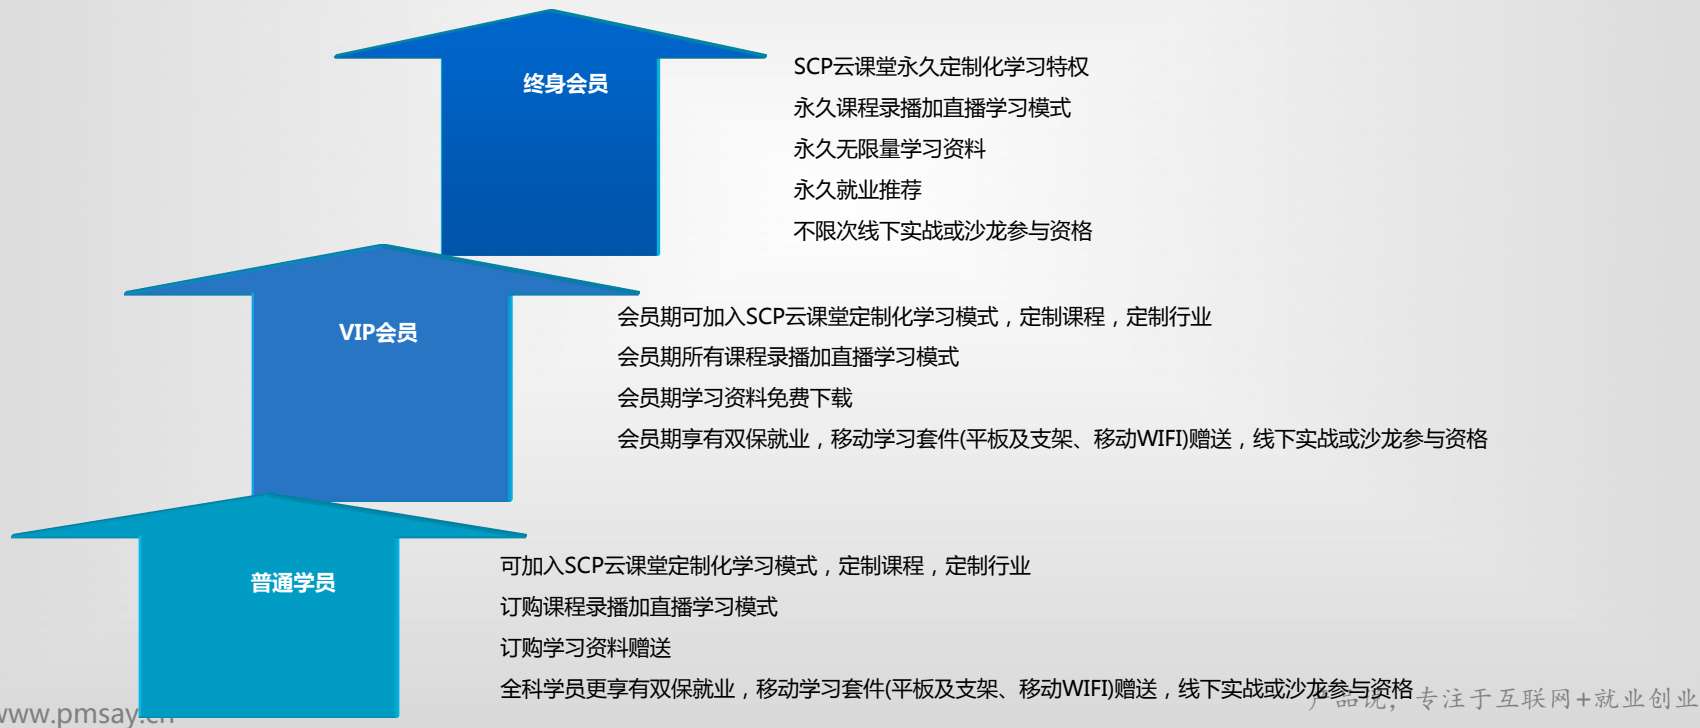 终身会员
SCP云课堂永久定制化学习特权
永久课程录播加直播学习模式
永久无限量学习资料
永久就业推荐
不限次线下实战或沙龙参与资格
VIP会员
会员期可加入SCP云课堂定制化学习模式，定制课程，定制行业
会员期所有课程录播加直播学习模式
会员期学习资料免费下载
会员期享有双保就业，移动学习套件(平板及支架、移动WIFI)赠送，线下实战或沙龙参与资格
普通学员
可加入SCP云课堂定制化学习模式，定制课程，定制行业
订购课程录播加直播学习模式
订购学习资料赠送
全科学员更享有双保就业，移动学习套件(平板及支架、移动WIFI)赠送，线下实战或沙龙参与资格
www.pmsay.cn
产品说，专注于互联网+就业创业